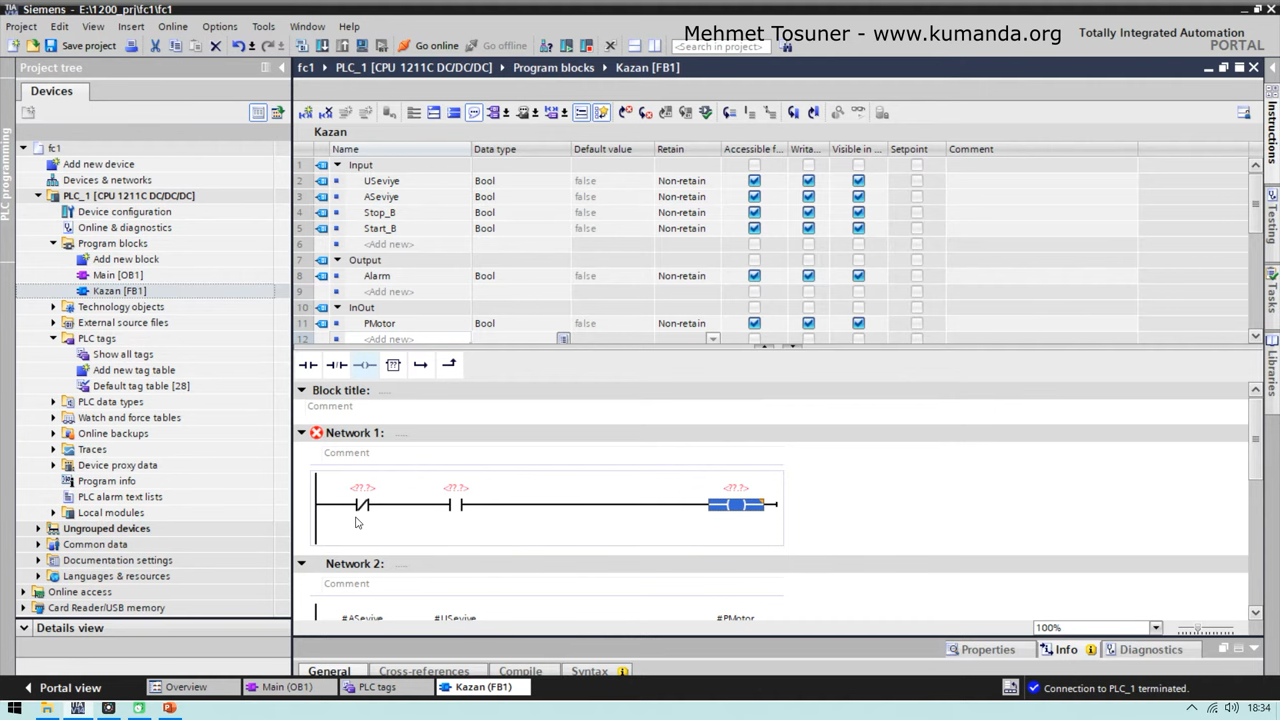 Siemens - E:\1200_prj\fc1\fc1
Project Edit View Insert Online Options Tools Window Help
Mehmet Tosuner - www.kumanda.org
Totally Integrated Automation
PORTAL
Save project
Go online
Go offline
<Search in project>
Project tree
fc1 PLC_1 [CPU 1211C DC/DC/DC] Program blocks Kazan [FB1]
Devices
PLC programming
Kazan
Name Data type Default value Retain Accessible f... Writa... Visible in ... Setpoint Comment
1 Input
2 USeviye Bool false Non-retain
3 ASeviye Bool false Non-retain
4 Stop_B Bool false Non-retain
5 Start_B Bool false Non-retain
6 <Add new>
7 Output
8 Alarm Bool false Non-retain
9 <Add new>
10 InOut
11 PMotor Bool false Non-retain
12 <Add new>
fc1
Add new device
Devices & networks
PLC_1 [CPU 1211C DC/DC/DC]
Device configuration
Online & diagnostics
Program blocks
Add new block
Main [OB1]
Kazan [FB1]
Technology objects
External source files
PLC tags
Show all tags
Add new tag table
Default tag table [28]
PLC data types
Watch and force tables
Online backups
Traces
Device proxy data
Program info
PLC alarm text lists
Local modules
Ungrouped devices
Common data
Documentation settings
Languages & resources
Online access
Card Reader/USB memory
Details view
??
Block title:
Comment
Network 1:
Comment
<??.?> <??.?> <??.?>
Network 2:
Comment
#ASeviye #USeviye #PMotor
100%
Properties Info Diagnostics
General Cross-references Compile Syntax
Instructions
Testing
Tasks
Libraries
Portal view
Overview
Main (OB1)
PLC tags
Kazan (FB1)
Connection to PLC_1 terminated.
18:34